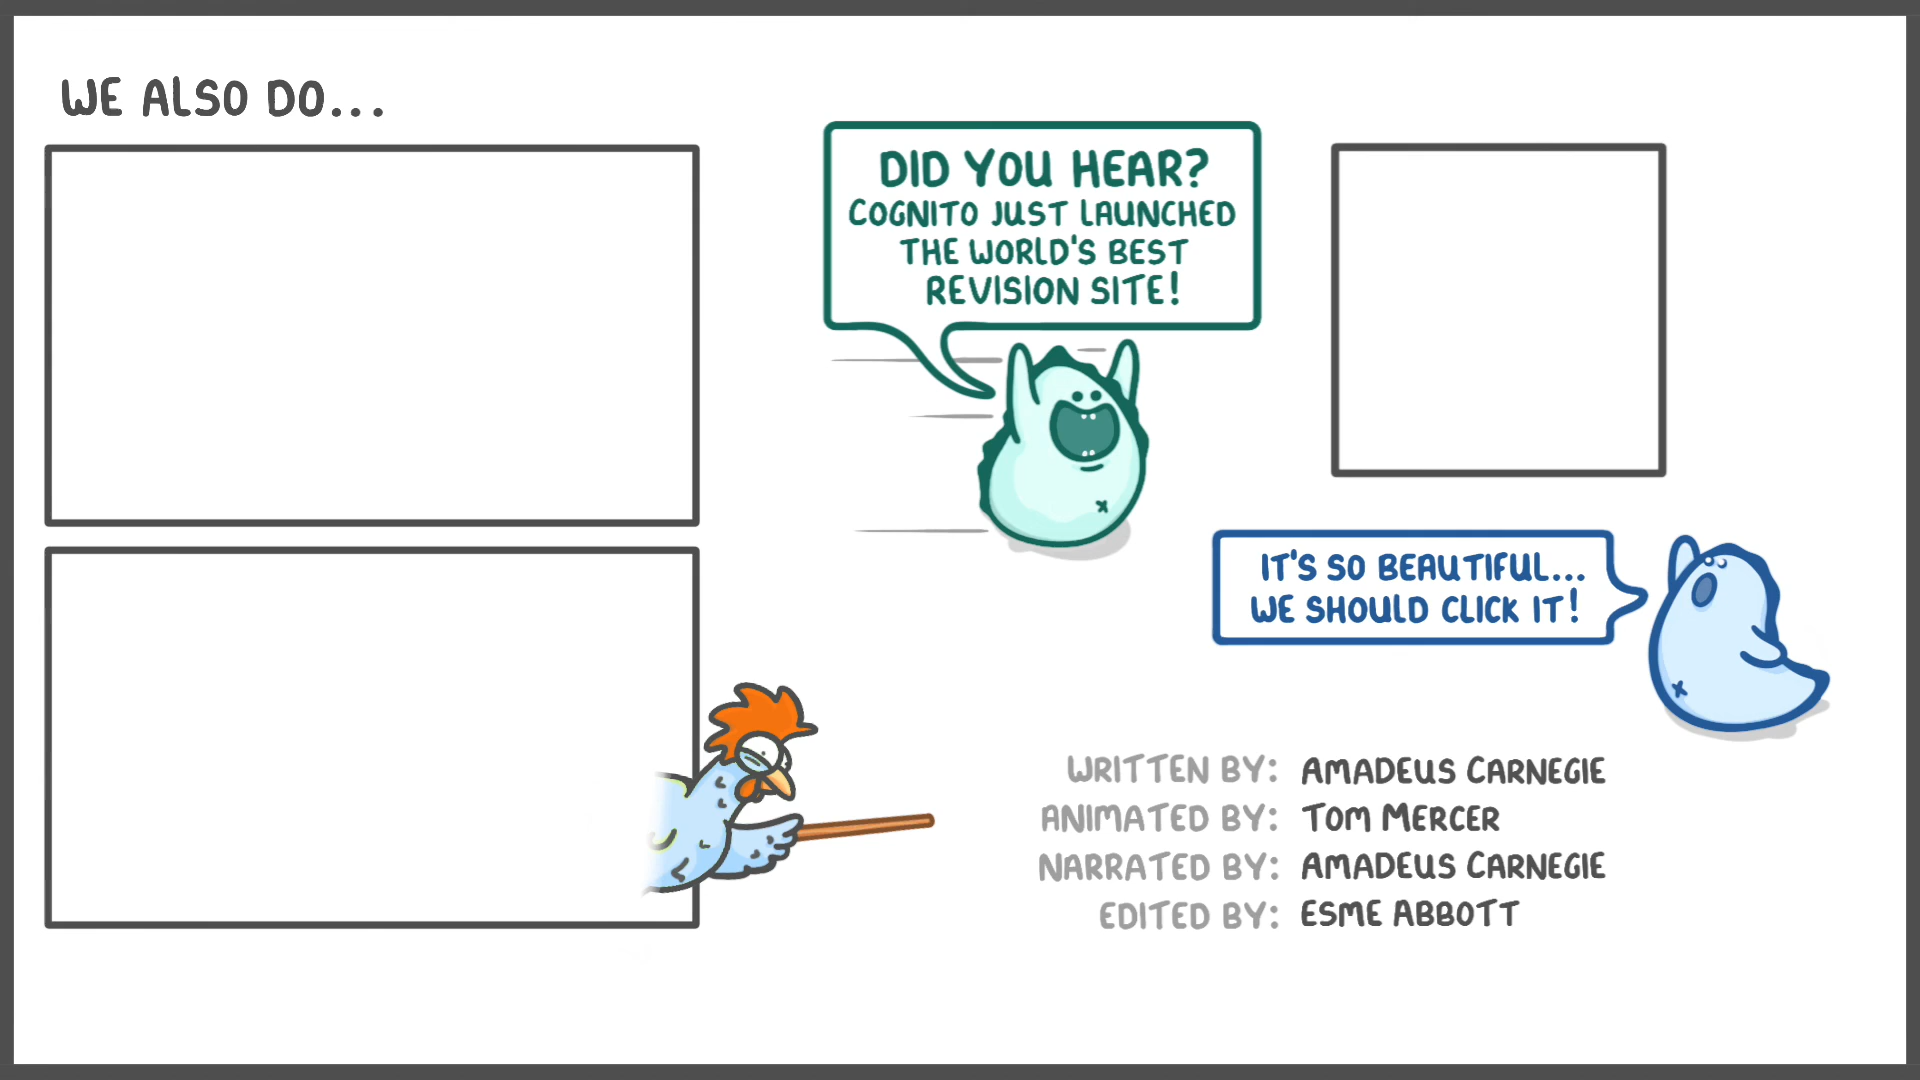 WE ALSO DO...
DID YOU HEAR?
COGNITO JUST LAUNCHED
THE WORLD'S BEST
REVISION SITE!
IT'S SO BEAUTIFUL...
WE SHOULD CLICK IT!
WRITTEN BY: AMADEUS CARNEGIE
ANIMATED BY: TOM MERCER
NARRATED BY: AMADEUS CARNEGIE
EDITED BY: ESME ABBOTT